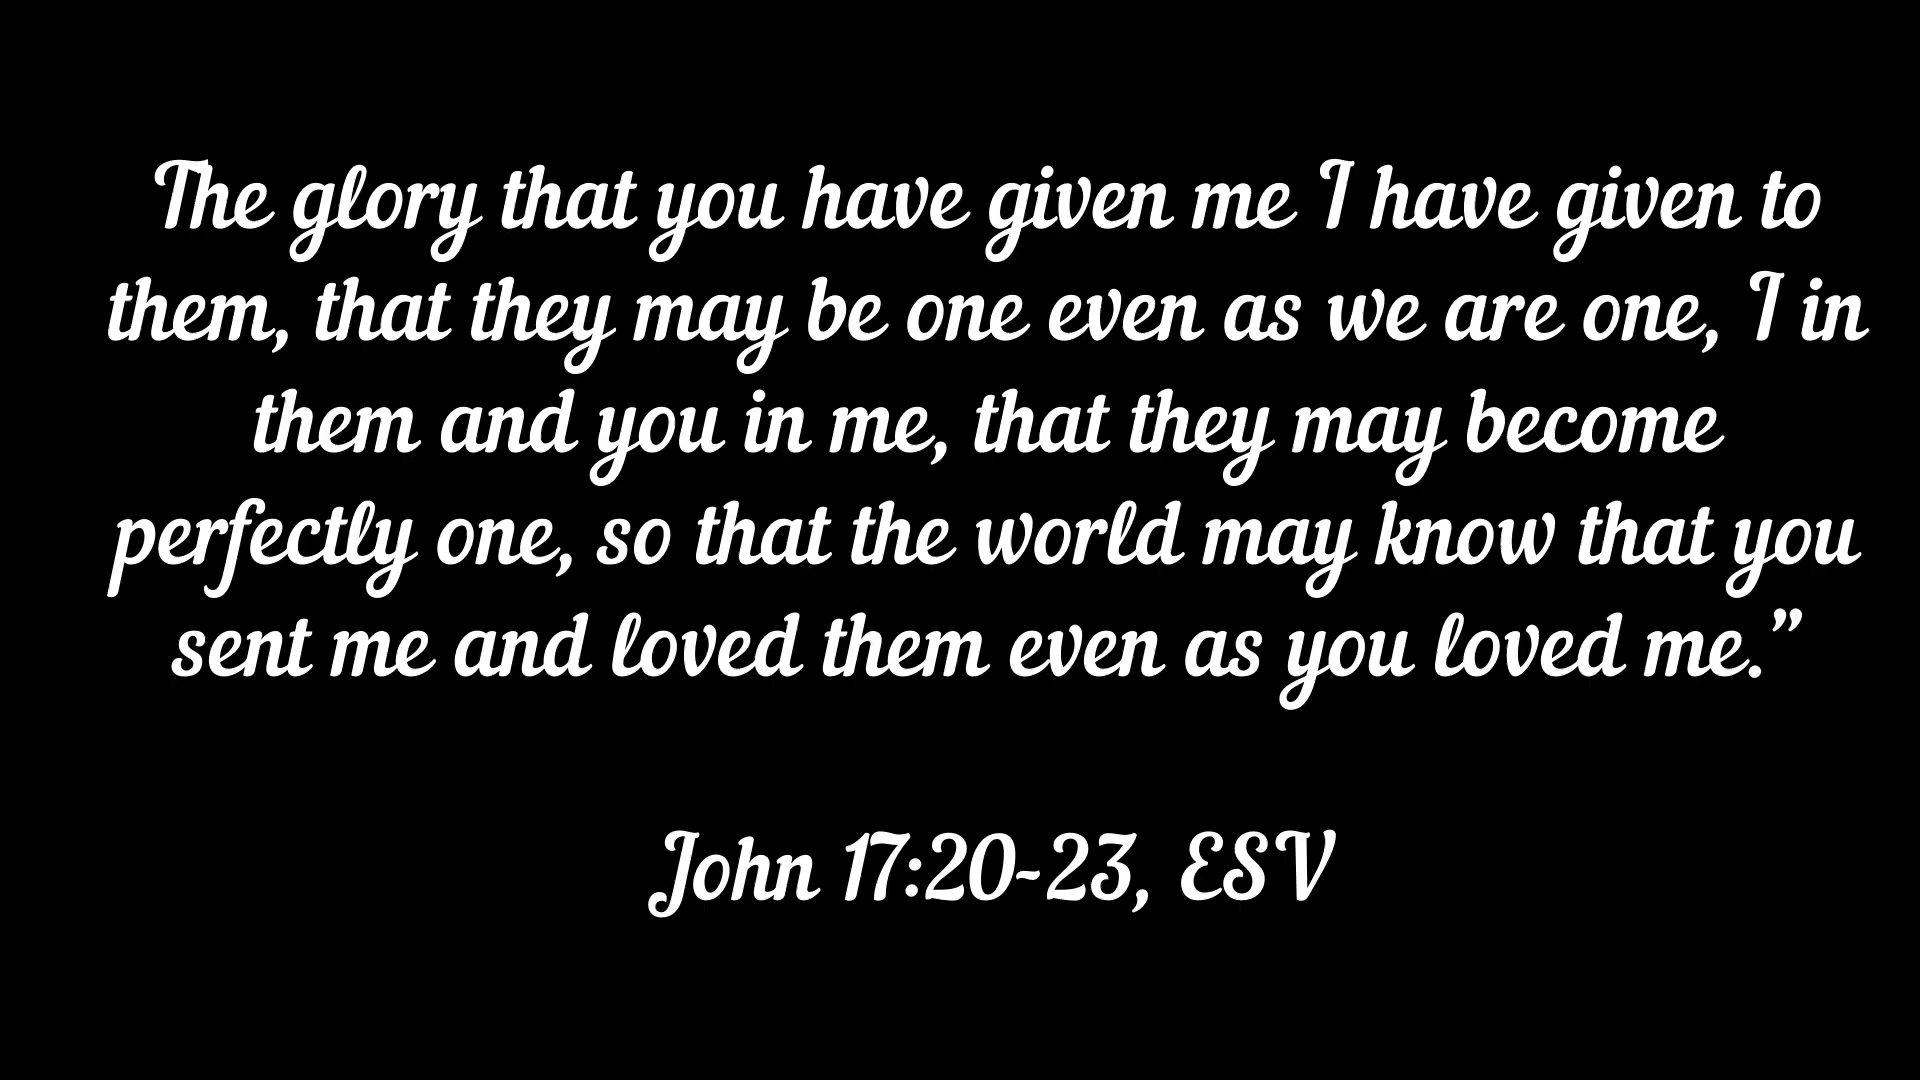 The glory that you have given me I have given to
them, that they may be one even as we are one, I in
them and you in me, that they may become
perfectly one, so that the world may know that you
sent me and loved them even as you loved me.”
John 17:20-23, ESV